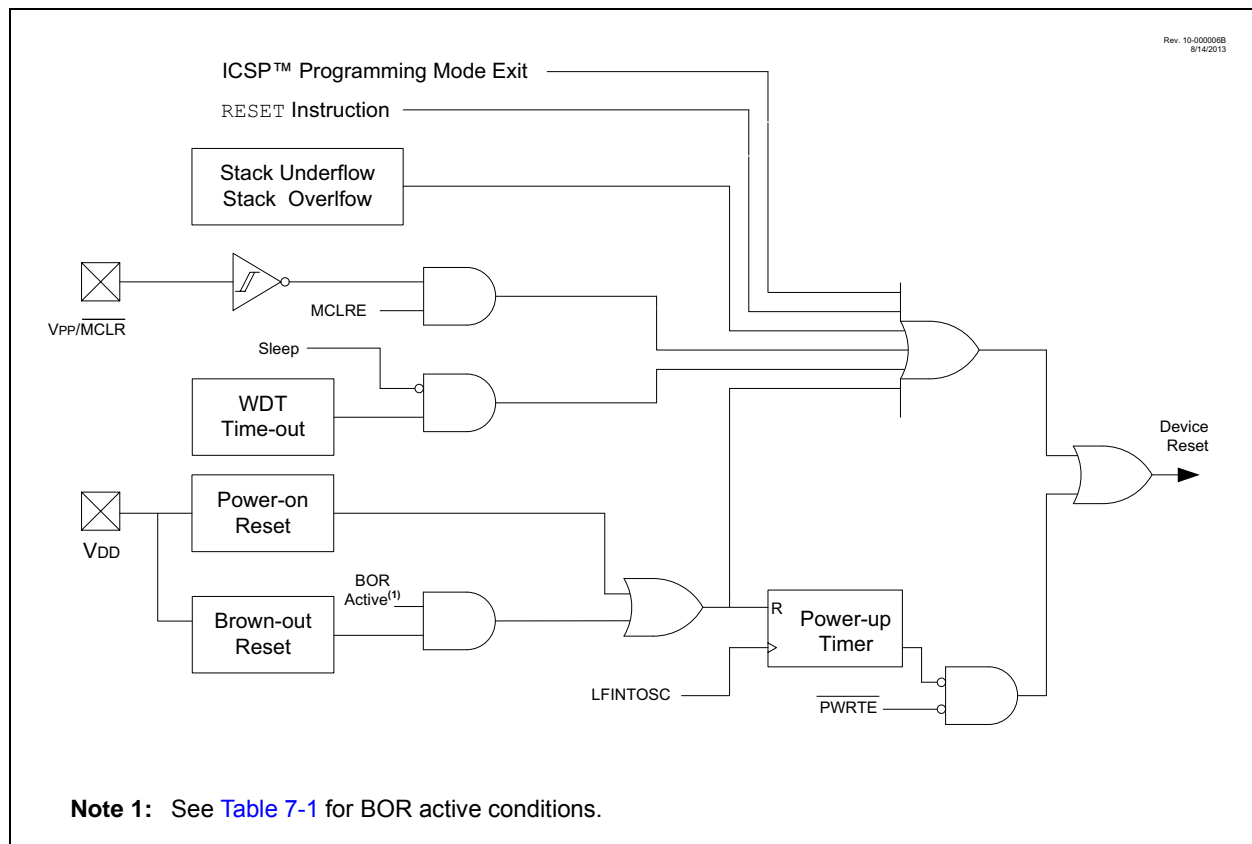 Rev. 10-000006B
8/14/2013
ICSP™ Programming Mode Exit
RESET Instruction
Stack Underflow
Stack Overlfow
VPP/M̅C̅L̅R̅
MCLRE
Sleep
WDT
Time-out
Device
Reset
VDD
Power-on
Reset
BOR
Active(1)
Brown-out
Reset
R
Power-up
Timer
LFINTOSC
P̅W̅R̅T̅E̅
Note 1: See Table 7-1 for BOR active conditions.